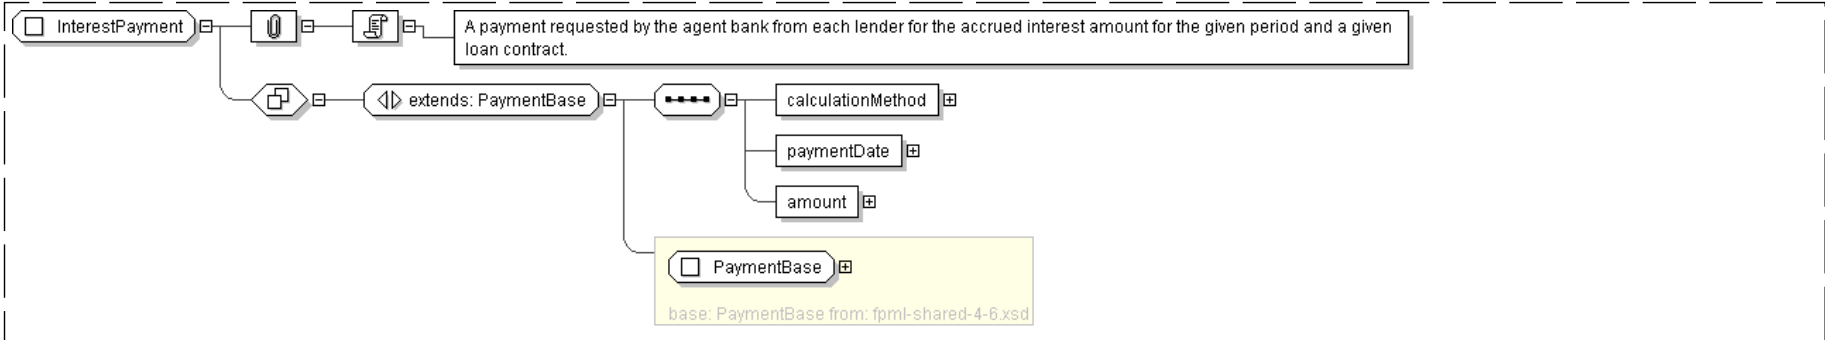 InterestPayment
A payment requested by the agent bank from each lender for the accrued interest amount for the given period and a given
loan contract.
extends: PaymentBase
calculationMethod
paymentDate
amount
PaymentBase
base: PaymentBase from: fpml-shared-4-6.xsd